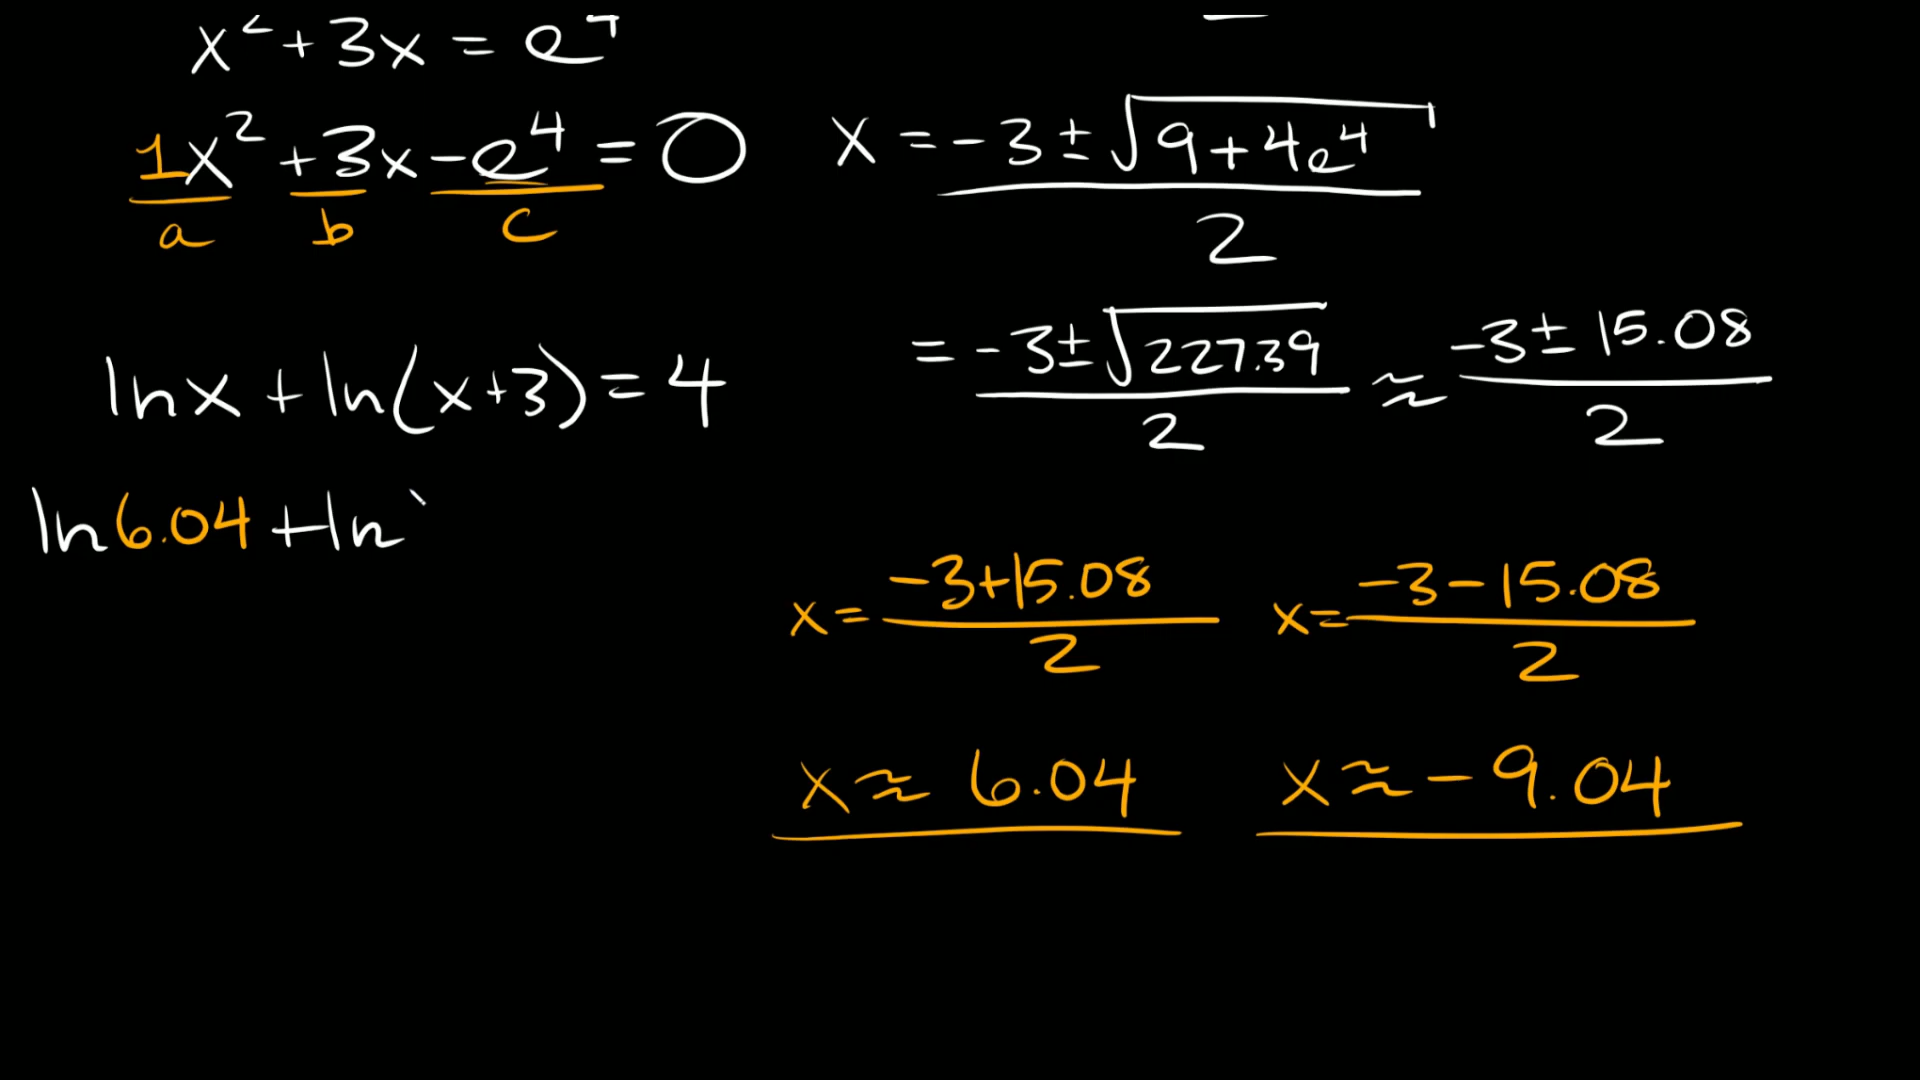 x² + 3x = e⁴
1x² + 3x - e⁴ = 0
a b c
ln x + ln(x+3) = 4
ln 6.04 + ln
x = (-3 ± √(9 + 4e⁴)) / 2
= (-3 ± √227.39) / 2 ≈ (-3 ± 15.08) / 2
x = (-3+15.08) / 2 x = (-3-15.08) / 2
x ≈ 6.04 x ≈ -9.04